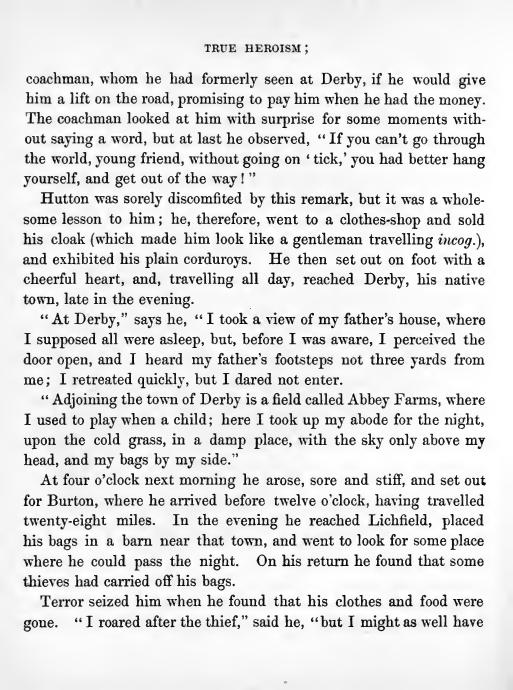 TRUE HEROISM;
coachman, whom he had formerly seen at Derby, if he would give
him a lift on the road, promising to pay him when he had the money.
The coachman looked at him with surprise for some moments with-
out saying a word, but at last he observed, “If you can’t go through
the world, young friend, without going on ‘tick,’ you had better hang
yourself, and get out of the way!”
Hutton was sorely discomfited by this remark, but it was a whole-
some lesson to him; he, therefore, went to a clothes-shop and sold
his cloak (which made him look like a gentleman travelling incog.),
and exhibited his plain corduroys. He then set out on foot with a
cheerful heart, and, travelling all day, reached Derby, his native
town, late in the evening.
“At Derby,” says he, “I took a view of my father’s house, where
I supposed all were asleep, but, before I was aware, I perceived the
door open, and I heard my father’s footsteps not three yards from
me; I retreated quickly, but I dared not enter.
“Adjoining the town of Derby is a field called Abbey Farms, where
I used to play when a child; here I took up my abode for the night,
upon the cold grass, in a damp place, with the sky only above my
head, and my bags by my side.”
At four o’clock next morning he arose, sore and stiff, and set out
for Burton, where he arrived before twelve o’clock, having travelled
twenty-eight miles. In the evening he reached Lichfield, placed
his bags in a barn near that town, and went to look for some place
where he could pass the night. On his return he found that some
thieves had carried off his bags.
Terror seized him when he found that his clothes and food were
gone. “I roared after the thief,” said he, “but I might as well have